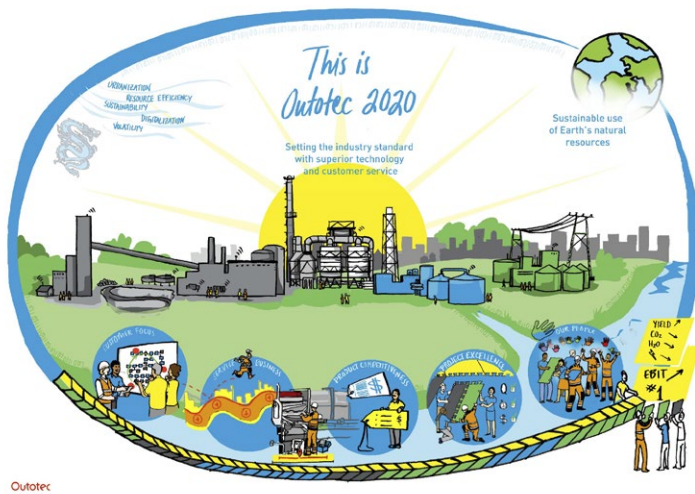 This is
Outotec 2020
URBANIZATION
RESOURCE EFFICIENCY
SUSTAINABILITY
DIGITALIZATION
VOLATILITY
Setting the industry standard
with superior technology
and customer service
Sustainable use
of Earth's natural
resources
CUSTOMER FOCUS
SERVICE BUSINESS
PRODUCT COMPETITIVENESS
PROJECT EXCELLENCE
OUR PEOPLE
YIELD
CO2
H2O
EBIT
#1
$
Outotec